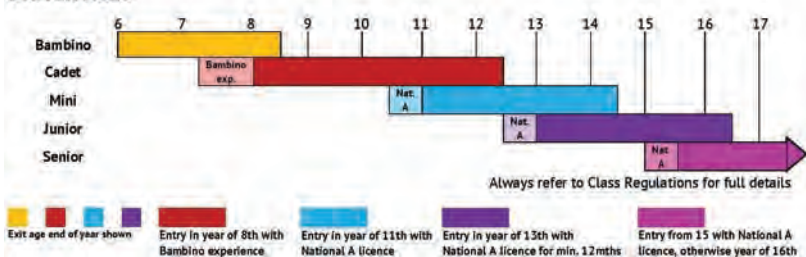 6 7 8 9 10 11 12 13 14 15 16 17
Bambino
Bambino exp.
Cadet
Nat. A
Mini
Nat. A
Junior
Nat A
Senior
Always refer to Class Regulations for full details
Exit age end of year shown
Entry in year of 8th with
Bambino experience
Entry in year of 11th with
National A licence
Entry in year of 13th with
National A licence for min. 12mths
Entry from 15 with National A
licence, otherwise year of 16th